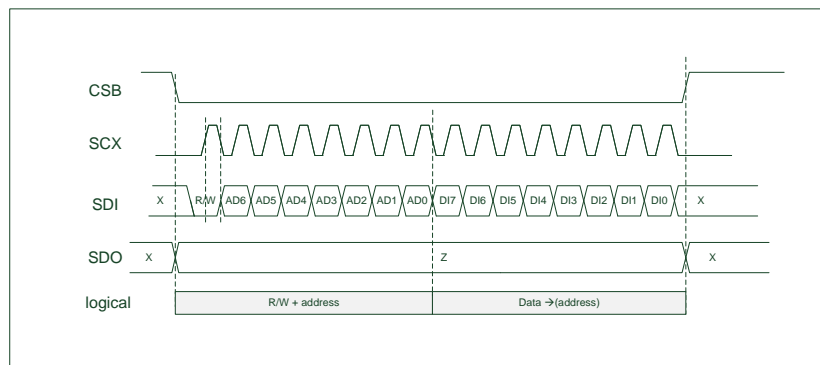 CSB
SCX
SDI X R/W AD6 AD5 AD4 AD3 AD2 AD1 AD0 DI7 DI6 DI5 DI4 DI3 DI2 DI1 DI0 X
SDO X Z X
logical R/W + address Data →(address)